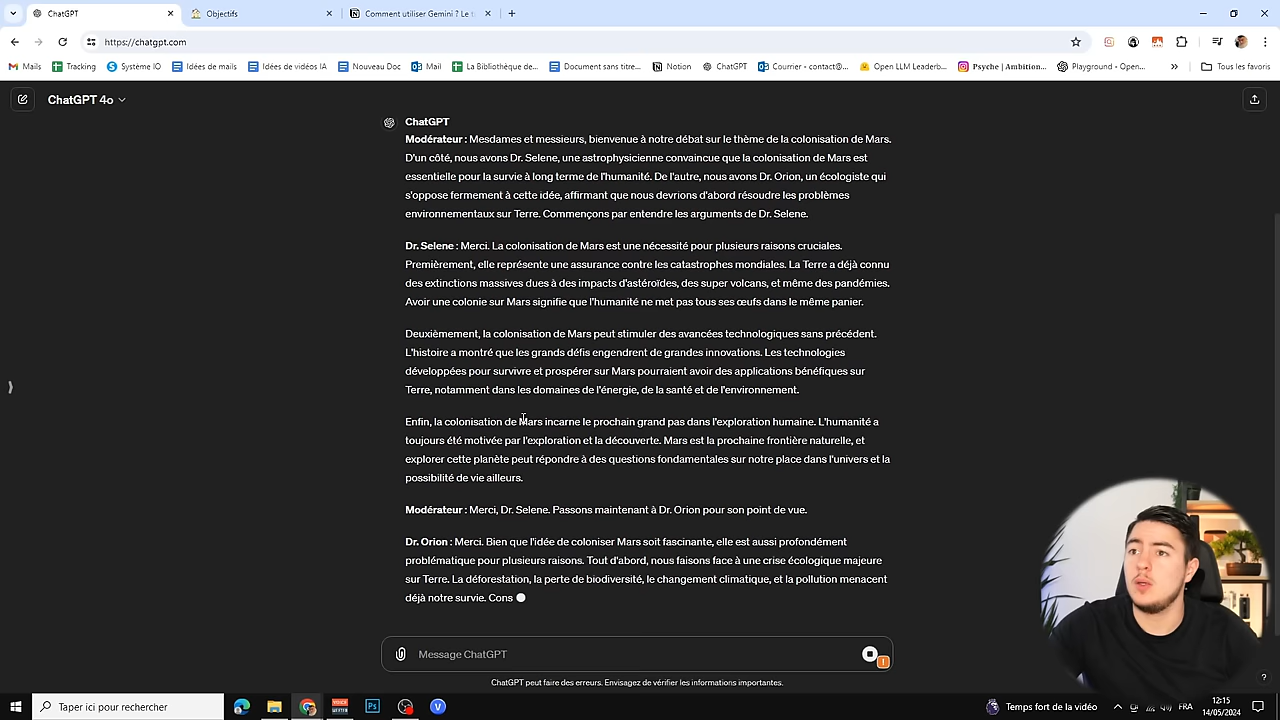 ChatGPT
Objectifs
Comment utiliser Gemini ? Le t
https://chatgpt.com
Mails
Tracking
Système IO
Idées de mails
Idées de vidéos IA
Nouveau Doc
Mail
La Bibliothèque de...
Document sans titre...
Notion
ChatGPT
Courrier - contact@...
Open LLM Leaderb...
Psyche | Ambition...
Playground - Open...
Tous les favoris
ChatGPT 4o
ChatGPT
Modérateur : Mesdames et messieurs, bienvenue à notre débat sur le thème de la colonisation de Mars.
D'un côté, nous avons Dr. Selene, une astrophysicienne convaincue que la colonisation de Mars est
essentielle pour la survie à long terme de l'humanité. De l'autre, nous avons Dr. Orion, un écologiste qui
s'oppose fermement à cette idée, affirmant que nous devrions d'abord résoudre les problèmes
environnementaux sur Terre. Commençons par entendre les arguments de Dr. Selene.
Dr. Selene : Merci. La colonisation de Mars est une nécessité pour plusieurs raisons cruciales.
Premièrement, elle représente une assurance contre les catastrophes mondiales. La Terre a déjà connu
des extinctions massives dues à des impacts d'astéroïdes, des super volcans, et même des pandémies.
Avoir une colonie sur Mars signifie que l'humanité ne met pas tous ses œufs dans le même panier.
Deuxièmement, la colonisation de Mars peut stimuler des avancées technologiques sans précédent.
L'histoire a montré que les grands défis engendrent de grandes innovations. Les technologies
développées pour survivre et prospérer sur Mars pourraient avoir des applications bénéfiques sur
Terre, notamment dans les domaines de l'énergie, de la santé et de l'environnement.
Enfin, la colonisation de Mars incarne le prochain grand pas dans l'exploration humaine. L'humanité a
toujours été motivée par l'exploration et la découverte. Mars est la prochaine frontière naturelle, et
explorer cette planète peut répondre à des questions fondamentales sur notre place dans l'univers et la
possibilité de vie ailleurs.
Modérateur : Merci, Dr. Selene. Passons maintenant à Dr. Orion pour son point de vue.
Dr. Orion : Merci. Bien que l'idée de coloniser Mars soit fascinante, elle est aussi profondément
problématique pour plusieurs raisons. Tout d'abord, nous faisons face à une crise écologique majeure
sur Terre. La déforestation, la perte de biodiversité, le changement climatique, et la pollution menacent
déjà notre survie. Cons
Message ChatGPT
ChatGPT peut faire des erreurs. Envisagez de vérifier les informations importantes.
?
Taper ici pour rechercher
Temps fort de la vidéo
FRA
12:15
14/05/2024